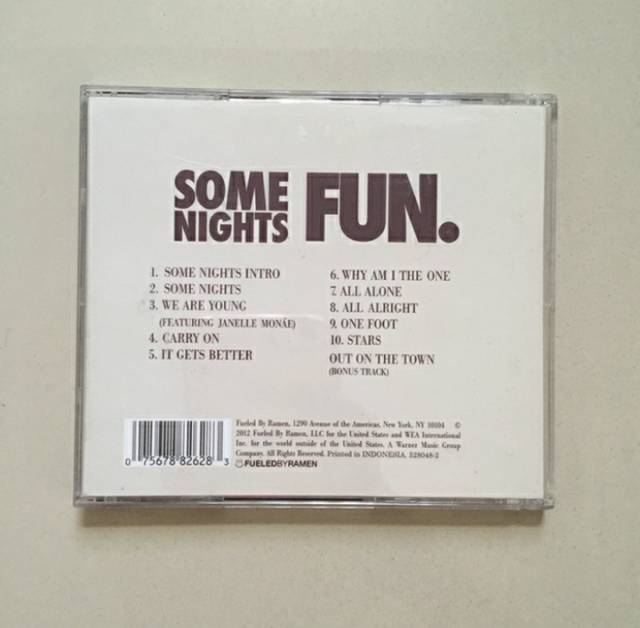 SOME
NIGHTS
FUN.
1. SOME NIGHTS INTRO
2. SOME NIGHTS
3. WE ARE YOUNG
(FEATURING JANELLE MONÁE)
4. CARRY ON
5. IT GETS BETTER
6. WHY AM I THE ONE
7. ALL ALONE
8. ALL ALRIGHT
9. ONE FOOT
10. STARS
OUT ON THE TOWN
(BONUS TRACK)
0 75678 82628 3
Fueled By Ramen, 1290 Avenue of the Americas, New York, NY 10104 ©
2012 Fueled By Ramen, LLC for the United States and WEA International
Inc. for the world outside of the United States. A Warner Music Group
Company. All Rights Reserved. Printed in INDONESIA. 528048-2
FUELEDBYRAMEN